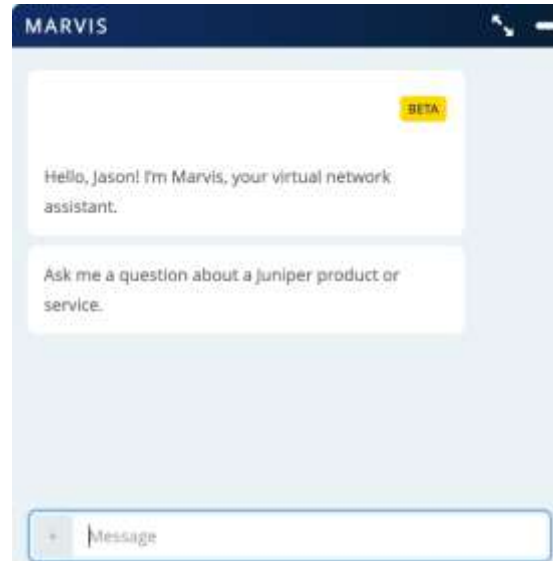 MARVIS
BETA
Hello, Jason! I'm Marvis, your virtual network
assistant.
Ask me a question about a Juniper product or
service.
Message